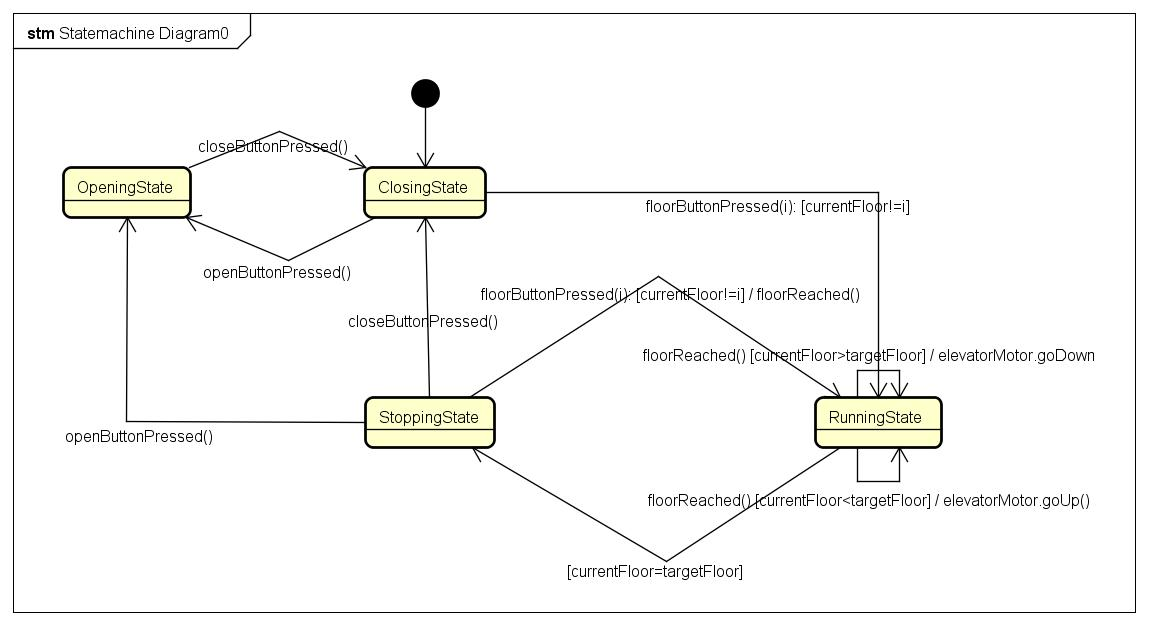 stm Statemachine Diagram0
closeButtonPressed()
OpeningState
ClosingState
floorButtonPressed(i): [currentFloor!=i]
openButtonPressed()
floorButtonPressed(i): [currentFloor!=i] / floorReached()
closeButtonPressed()
floorReached() [currentFloor>targetFloor] / elevatorMotor.goDown
StoppingState
RunningState
openButtonPressed()
floorReached() [currentFloor<targetFloor] / elevatorMotor.goUp()
[currentFloor=targetFloor]